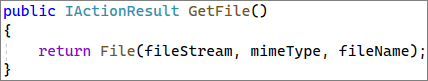 public IActionResult GetFile()
{
    return File(fileStream, mimeType, fileName);
}